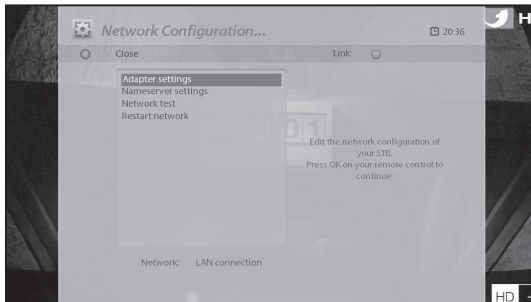 Network Configuration...
20:36
H
Close
Link:
Adapter settings
Nameserver settings
Network test
Restart network
Edit the network configuration of
your STB.
Press OK on your remote control to
continue.
Network: LAN connection
HD